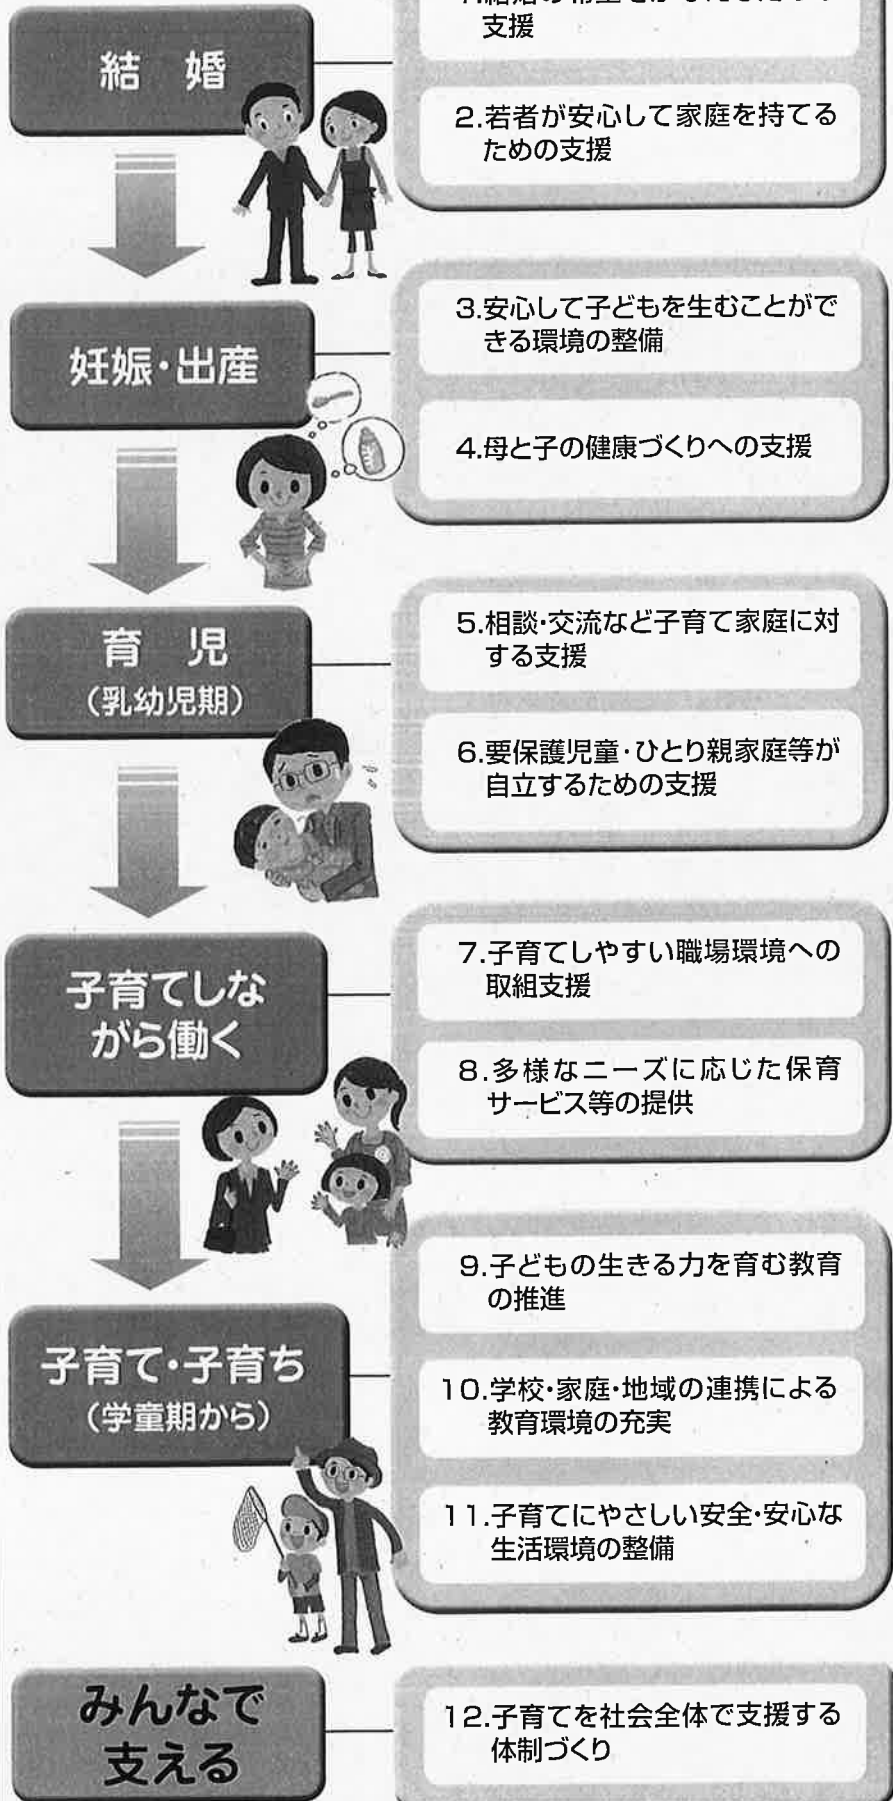 支援
結 婚
2.若者が安心して家庭を持てる
ための支援
妊娠・出産
3.安心して子どもを生むことがで
きる環境の整備
4.母と子の健康づくりへの支援
育 児
(乳幼児期)
5.相談・交流など子育て家庭に対
する支援
6.要保護児童・ひとり親家庭等が
自立するための支援
子育てしな
がら働く
7.子育てしやすい職場環境への
取組支援
8.多様なニーズに応じた保育
サービス等の提供
子育て・子育ち
(学童期から)
9.子どもの生きる力を育む教育
の推進
10.学校・家庭・地域の連携による
教育環境の充実
11.子育てにやさしい安全・安心な
生活環境の整備
みんなで
支える
12.子育てを社会全体で支援する
体制づくり